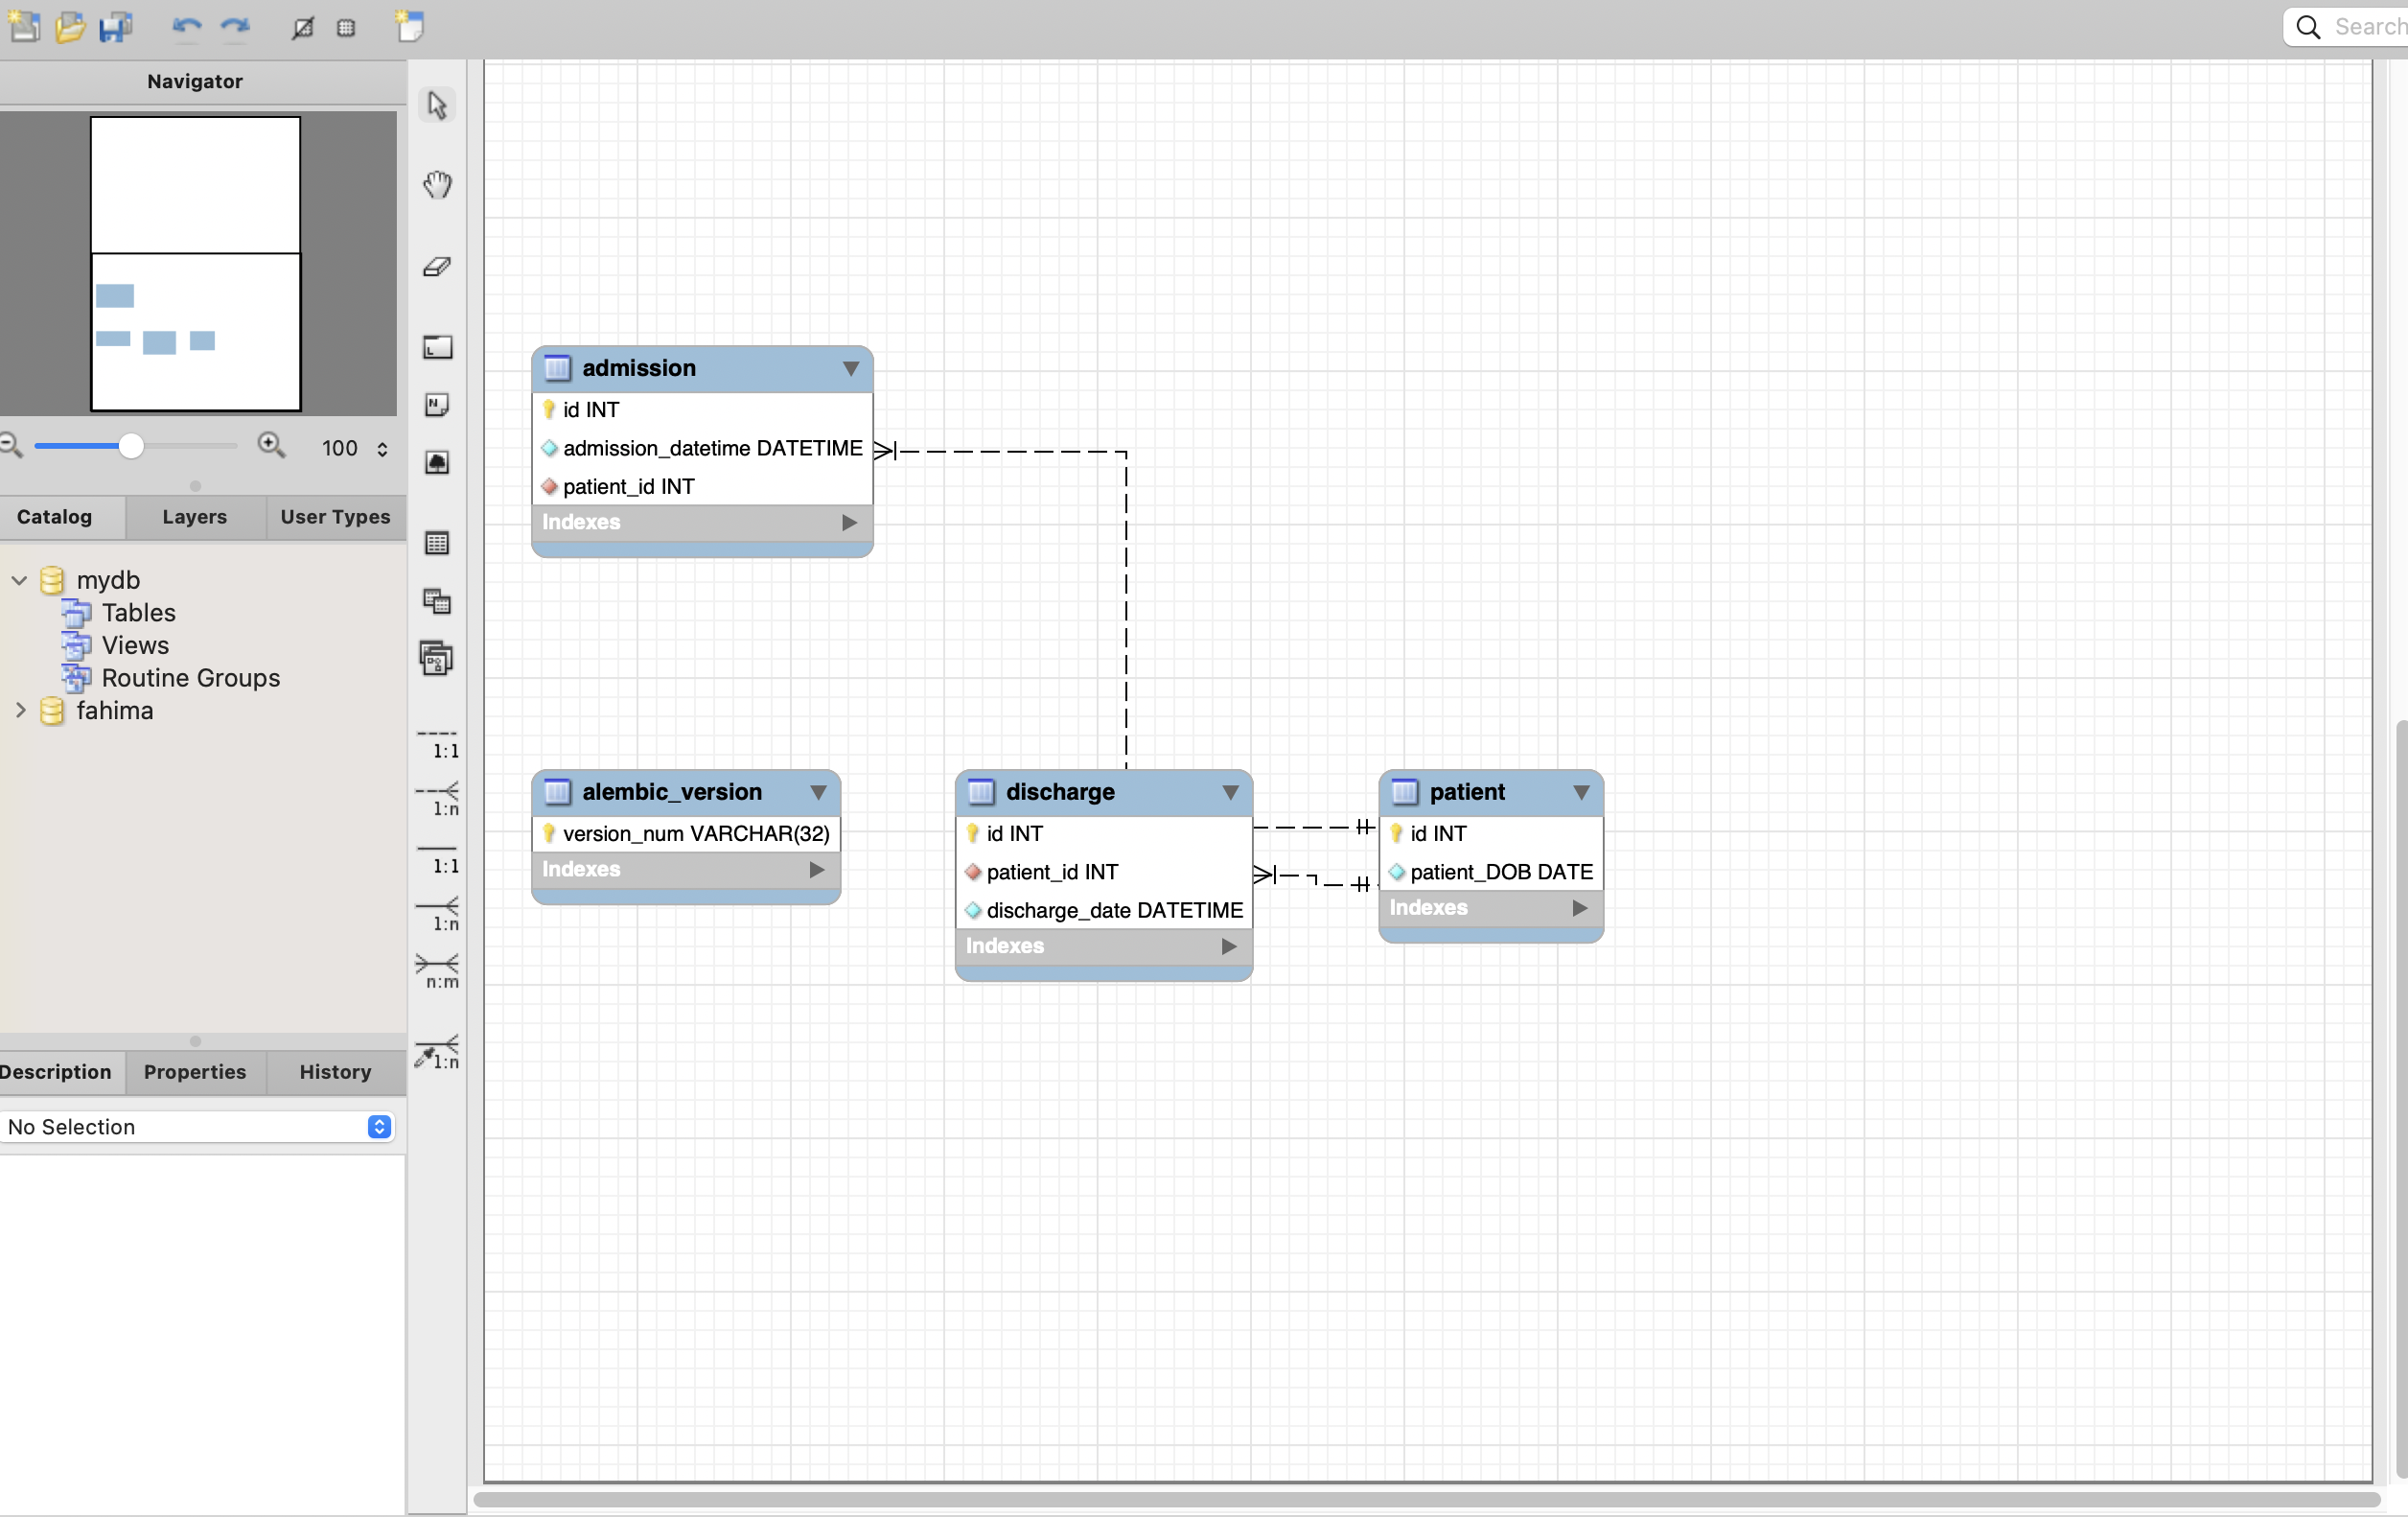 Search
Navigator
100
Catalog
Layers
User Types
mydb
Tables
Views
Routine Groups
fahima
Description
Properties
History
No Selection
N
1:1
1:n
1:1
1:n
n:m
1:n
admission
id INT
admission_datetime DATETIME
patient_id INT
Indexes
alembic_version
version_num VARCHAR(32)
Indexes
discharge
id INT
patient_id INT
discharge_date DATETIME
Indexes
patient
id INT
patient_DOB DATE
Indexes